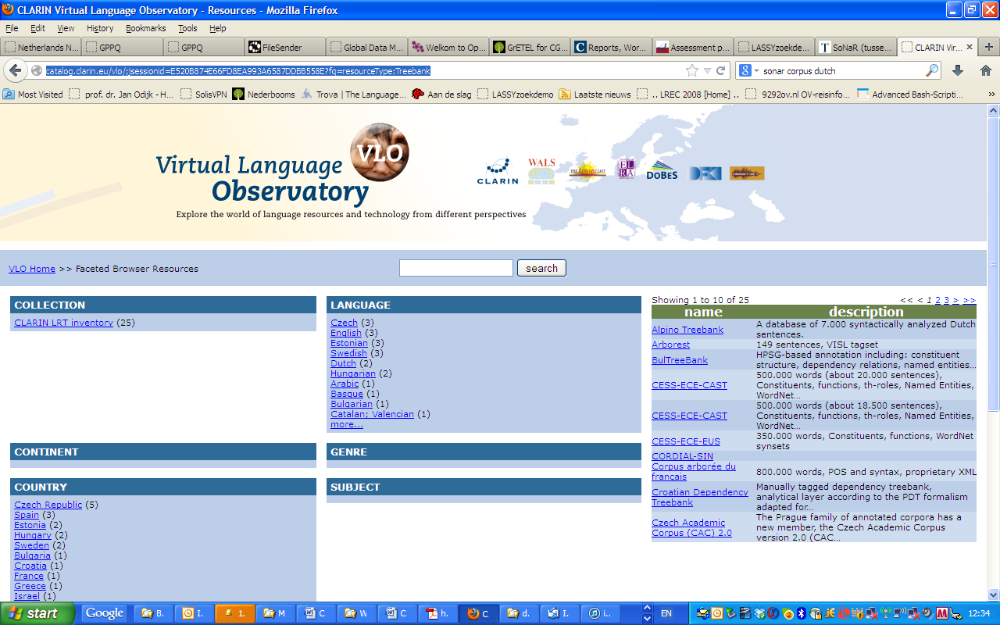 CLARIN Virtual Language Observatory - Resources - Mozilla Firefox
File Edit View History Bookmarks Tools Help
Netherlands N... GPPQ GPPQ FileSender Global Data M... Welkom to Op... GrETEL for CG... Reports, Wor... Assessment p... LASSYzoekde... SoNaR (tusse... CLARIN Vir...
catalog.clarin.eu/vlo/;jsessionid=E520B874E66FD8EA993A6587DDBB558E?fq=resourceType:Treebank
sonar corpus dutch
Most Visited prof. dr. Jan Odijk - H... SolisVPN Nederbooms Trova | The Language... Aan de slag LASSYzoekdemo Laatste nieuws .. LREC 2008 [Home] .. 9292ov.nl OV-reisinfo... Advanced Bash-Scripti... »
Virtual Language
Observatory
VLO
Explore the world of language resources and technology from different perspectives
CLARIN
WALS
THE LINGUIST LIST
ELRA
DOBES
DFKI
VLO Home >> Faceted Browser Resources
search
COLLECTION
CLARIN LRT inventory (25)
LANGUAGE
Czech (3)
English (3)
Estonian (3)
Swedish (3)
Dutch (2)
Hungarian (2)
Arabic (1)
Basque (1)
Bulgarian (1)
Catalan; Valencian (1)
more...
CONTINENT
GENRE
COUNTRY
Czech Republic (5)
Spain (3)
Estonia (2)
Hungary (2)
Sweden (2)
Bulgaria (1)
Croatia (1)
France (1)
Greece (1)
Israel (1)
SUBJECT
Showing 1 to 10 of 25
<< < 1 2 3 > >>
name description
Alpino Treebank
A database of 7.000 syntactically analyzed Dutch
sentences.
Arborest
149 sentences, VISL tagset
BulTreeBank
HPSG-based annotation including: constituent
structure, dependency relations, named entities...
CESS-ECE-CAST
500.000 words (about 20.000 sentences),
Constituents, functions, th-roles, Named Entities,
WordNet...
CESS-ECE-CAST
500.000 words (about 18.500 sentences),
Constituents, functions, th-roles, Named Entities,
WordNet...
CESS-ECE-EUS
350.000 words, Constituents, functions, WordNet
synsets
CORDIAL-SIN
Corpus arborée du
francais
800.000 words, POS and syntax, proprietary XML
Croatian Dependency
Treebank
Manually tagged dependency treebank,
analytical layer according to the PDT formalism
adapted for...
Czech Academic
Corpus (CAC) 2.0
The Prague family of annotated corpora has a
new member, the Czech Academic Corpus
version 2.0 (CAC...
start Google B. I. 1. M C W C h. C d. I. i.. EN 12:34